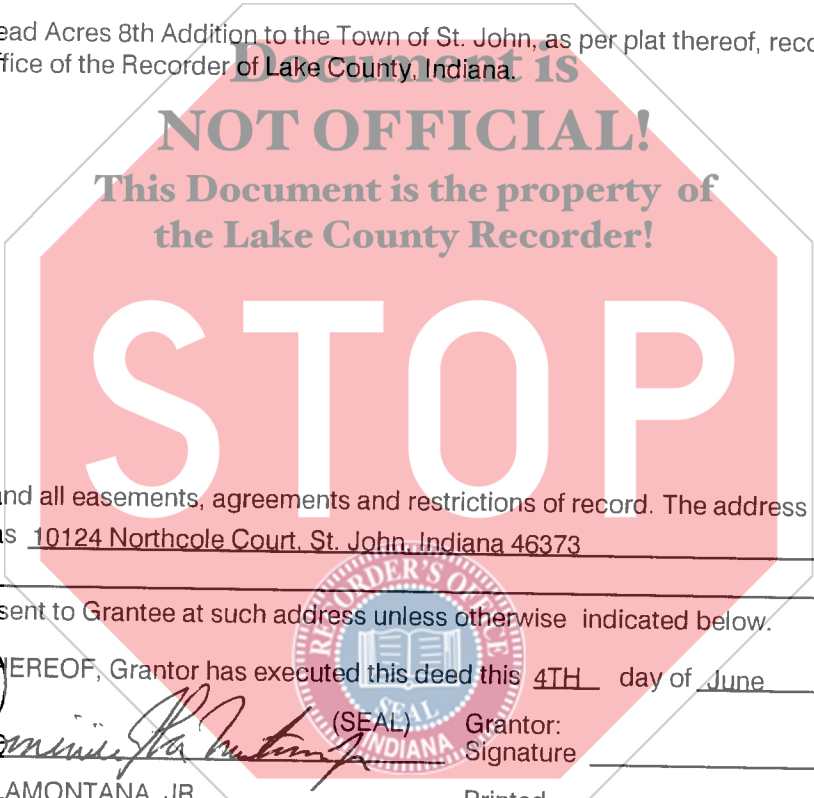 ead Acres 8th Addition to the Town of St. John, as per plat thereof, reco
ffice of the Recorder of Lake County, Indiana.
Document is
NOT OFFICIAL!
This Document is the property of
the Lake County Recorder!
STOP
and all easements, agreements and restrictions of record. The address
s 10124 Northcole Court, St. John, Indiana 46373
sent to Grantee at such address unless otherwise indicated below.
EREOF, Grantor has executed this deed this 4TH day of June
(SEAL) Grantor:
Signature
RECORDER'S OFFICE
SEAL
INDIANA
LAMONTANA, JR.
Printed